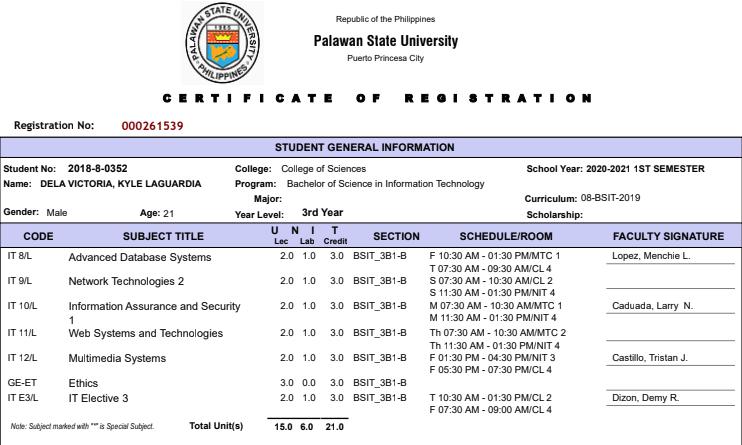 PALAWAN STATE UNIVERSITY
PHILIPPINES
Republic of the Philippines
Palawan State University
Puerto Princesa City
CERTIFICATE OF REGISTRATION
Registration No: 000261539
STUDENT GENERAL INFORMATION
Student No: 2018-8-0352 College: College of Sciences School Year: 2020-2021 1ST SEMESTER
Name: DELA VICTORIA, KYLE LAGUARDIA Program: Bachelor of Science in Information Technology
Major: Curriculum: 08-BSIT-2019
Gender: Male Age: 21 Year Level: 3rd Year Scholarship:
CODE SUBJECT TITLE U N I T SECTION SCHEDULE/ROOM FACULTY SIGNATURE
Lec Lab Credit
IT 8/L Advanced Database Systems 2.0 1.0 3.0 BSIT_3B1-B F 10:30 AM - 01:30 PM/MTC 1 Lopez, Menchie L.
T 07:30 AM - 09:30 AM/CL 4
IT 9/L Network Technologies 2 2.0 1.0 3.0 BSIT_3B1-B S 07:30 AM - 10:30 AM/CL 2
S 11:30 AM - 01:30 PM/NIT 4
IT 10/L Information Assurance and Security 2.0 1.0 3.0 BSIT_3B1-B M 07:30 AM - 10:30 AM/MTC 1 Caduada, Larry N.
1 M 11:30 AM - 01:30 PM/NIT 4
IT 11/L Web Systems and Technologies 2.0 1.0 3.0 BSIT_3B1-B Th 07:30 AM - 10:30 AM/MTC 2
Th 11:30 AM - 01:30 PM/NIT 4
IT 12/L Multimedia Systems 2.0 1.0 3.0 BSIT_3B1-B F 01:30 PM - 04:30 PM/NIT 3 Castillo, Tristan J.
F 05:30 PM - 07:30 PM/CL 4
GE-ET Ethics 3.0 0.0 3.0 BSIT_3B1-B
IT E3/L IT Elective 3 2.0 1.0 3.0 BSIT_3B1-B T 10:30 AM - 01:30 PM/CL 2 Dizon, Demy R.
F 07:30 AM - 09:00 AM/CL 4
Note: Subject marked with "*" is Special Subject. Total Unit(s) 15.0 6.0 21.0